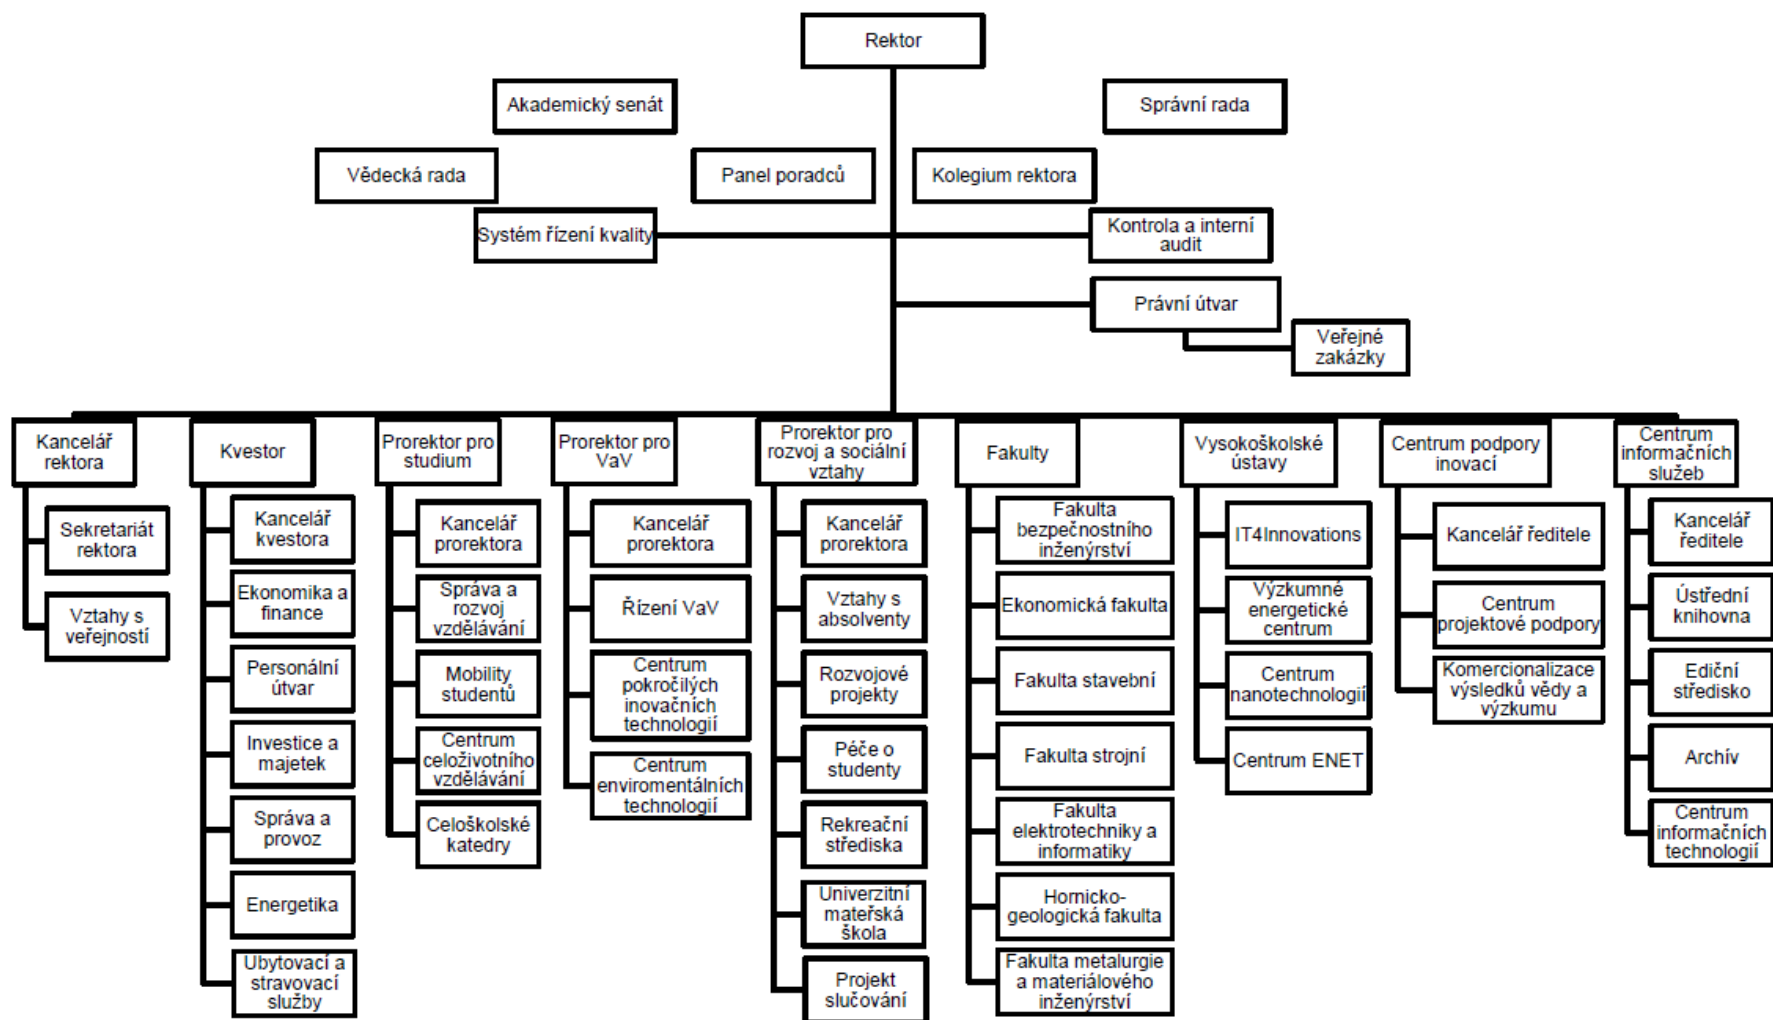 Rektor
Akademický senát
Správní rada
Vědecká rada
Panel poradců
Kolegium rektora
Systém řízení kvality
Kontrola a interní
audit
Právní útvar
Veřejné
zakázky
Kancelář
rektora
Sekretariát
rektora
Vztahy s
veřejností
Kvestor
Kancelář
kvestora
Ekonomika a
finance
Personální
útvar
Investice a
majetek
Správa a
provoz
Energetika
Ubytovací a
stravovací
služby
Prorektor pro
studium
Kancelář
prorektora
Správa a
rozvoj
vzdělávání
Mobility
studentů
Centrum
celoživotního
vzdělávání
Celoškolské
katedry
Prorektor pro
VaV
Kancelář
prorektora
Řízení VaV
Centrum
pokročilých
inovačních
technologií
Centrum
enviromentálních
technologií
Prorektor pro
rozvoj a sociální
vztahy
Kancelář
prorektora
Vztahy s
absolventy
Rozvojové
projekty
Péče o
studenty
Rekreační
střediska
Univerzitní
mateřská
škola
Projekt
slučování
Fakulty
Fakulta
bezpečnostního
inženýrství
Ekonomická fakulta
Fakulta stavební
Fakulta strojní
Fakulta
elektrotechniky a
informatiky
Hornicko-
geologická fakulta
Fakulta metalurgie
a materiálového
inženýrství
Vysokoškolské
ústavy
IT4Innovations
Výzkumné
energetické
centrum
Centrum
nanotechnologií
Centrum ENET
Centrum podpory
inovací
Kancelář ředitele
Centrum
projektové podpory
Komercionalizace
výsledků vědy a
výzkumu
Centrum
informačních
služeb
Kancelář
ředitele
Ústřední
knihovna
Ediční
středisko
Archív
Centrum
informačních
technologií